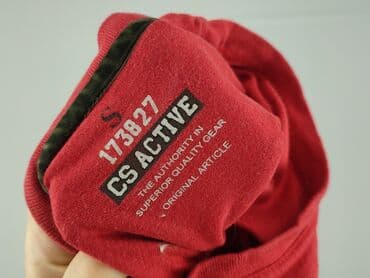 S
173827
CS ACTIVE
THE AUTHORITY IN
SUPERIOR QUALITY GEAR
ORIGINAL ARTICLE